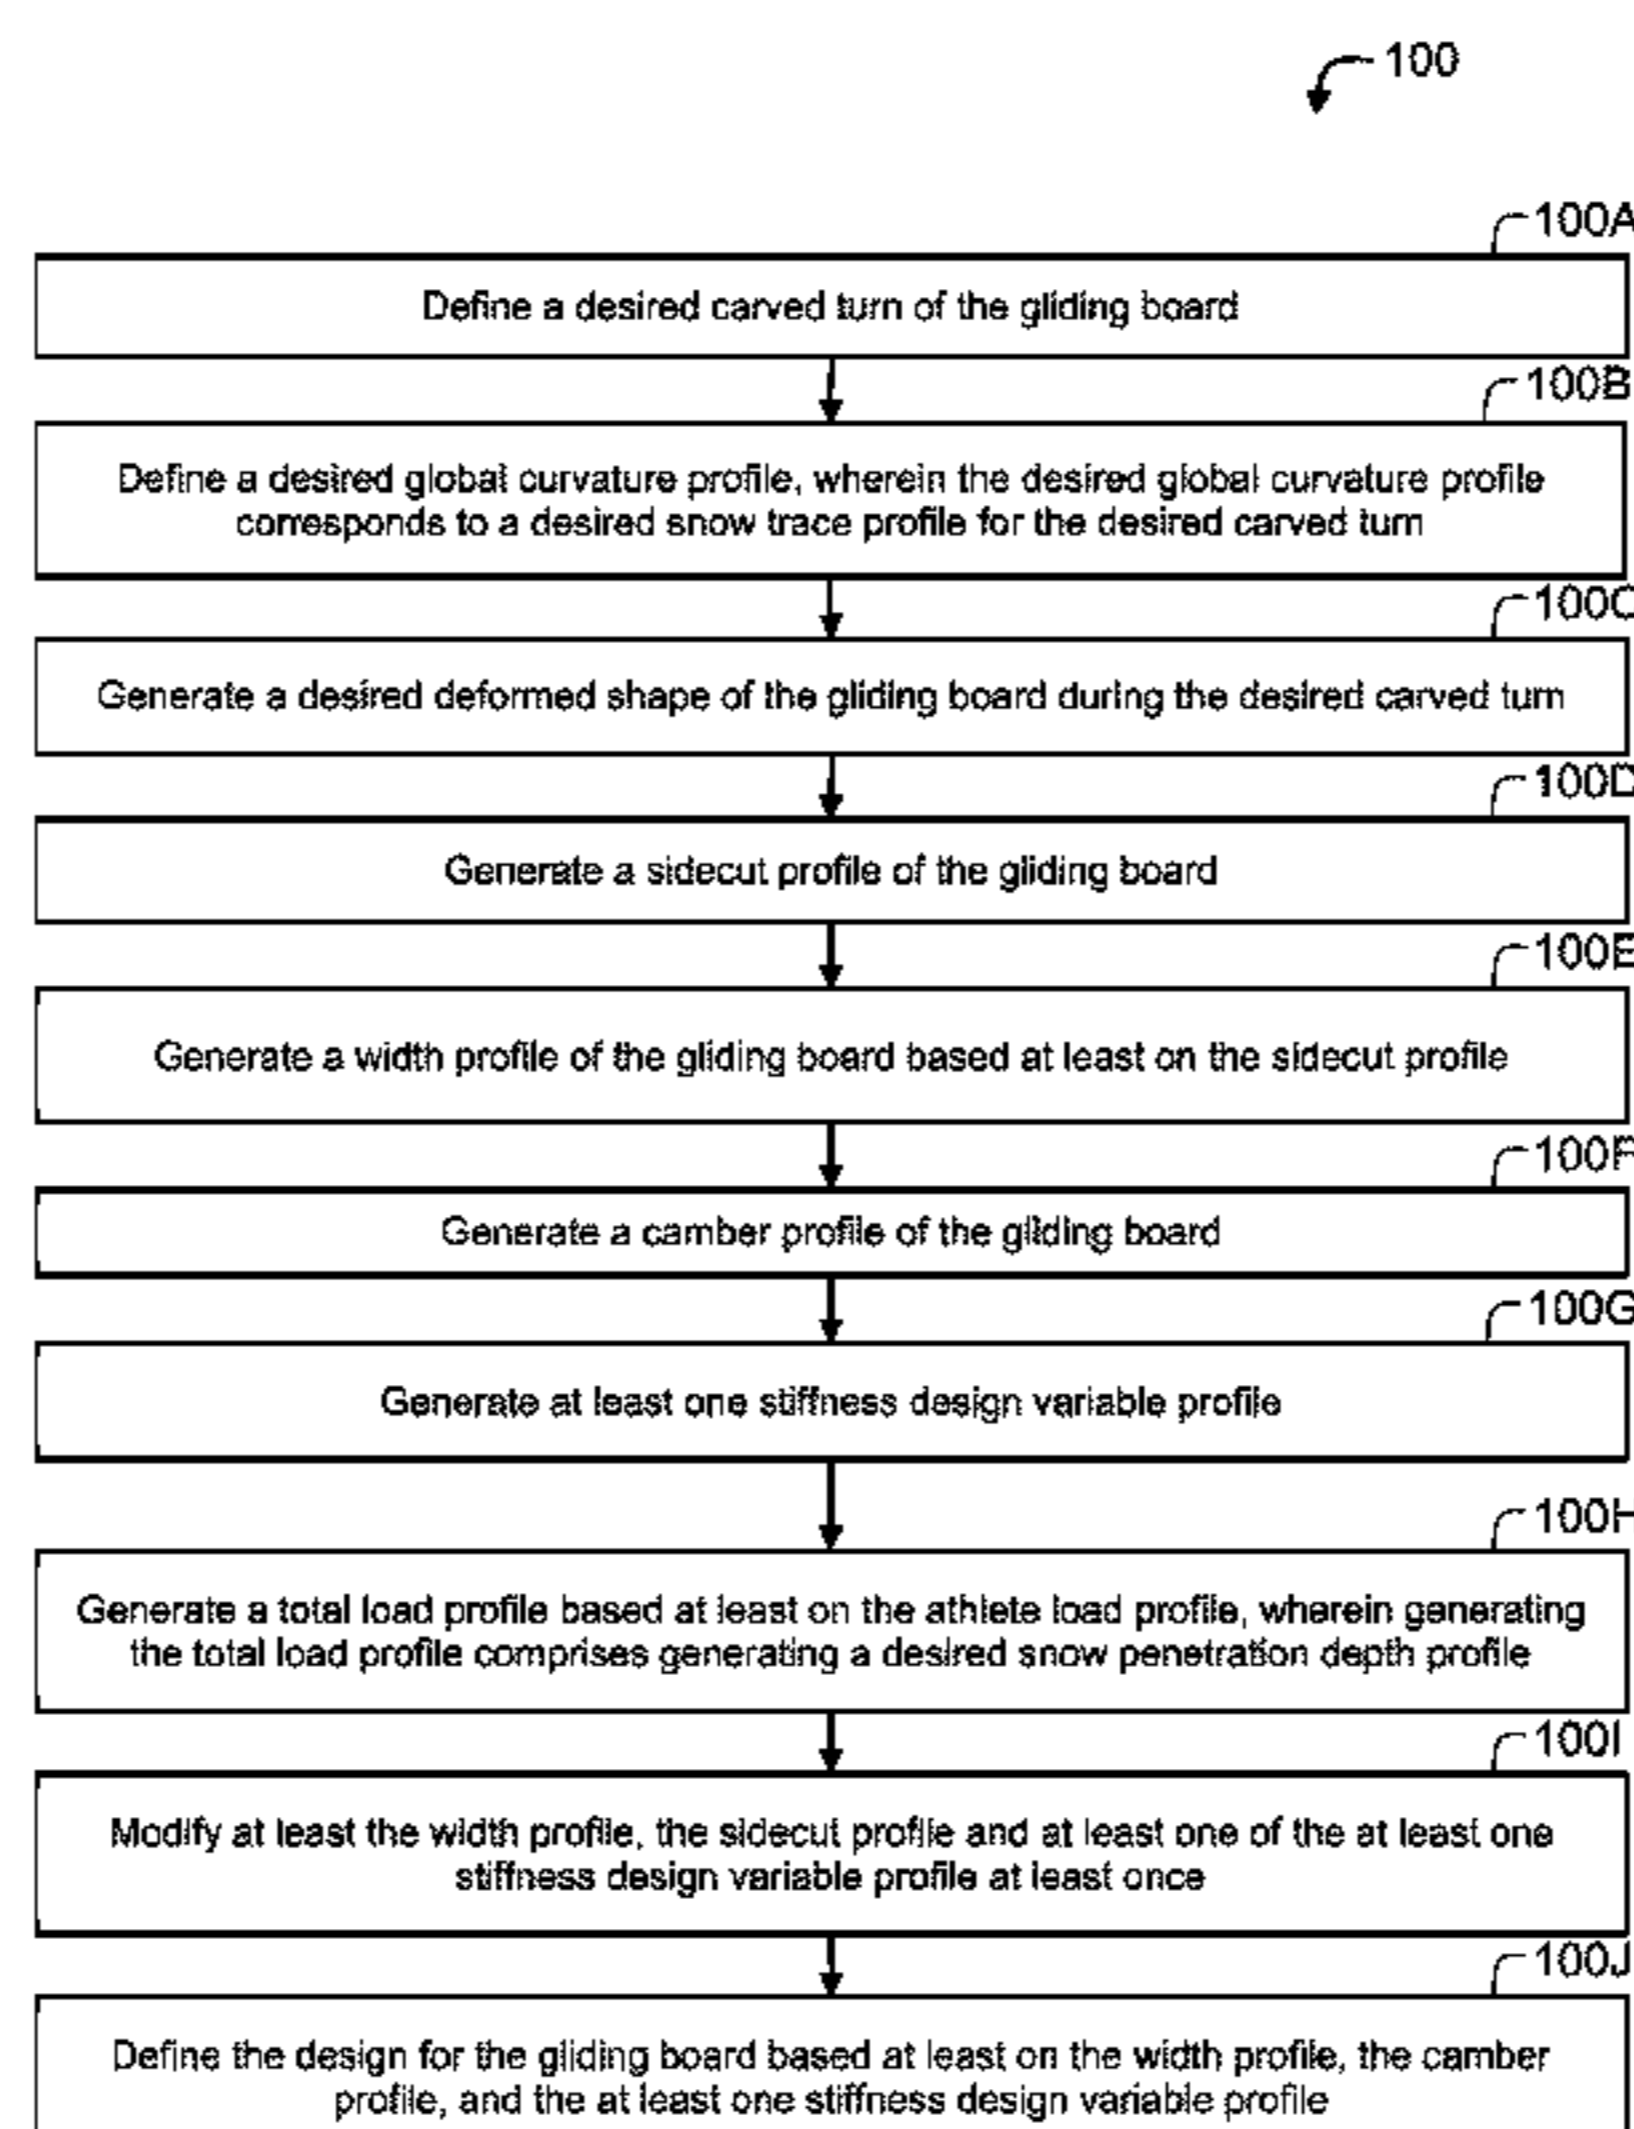 100
100A
Define a desired carved turn of the gliding board
100B
Define a desired global curvature profile, wherein the desired global curvature profile
corresponds to a desired snow trace profile for the desired carved turn
100C
Generate a desired deformed shape of the gliding board during the desired carved turn
100D
Generate a sidecut profile of the gliding board
100E
Generate a width profile of the gliding board based at least on the sidecut profile
100F
Generate a camber profile of the gliding board
100G
Generate at least one stiffness design variable profile
100H
Generate a total load profile based at least on the athlete load profile, wherein generating
the total load profile comprises generating a desired snow penetration depth profile
100I
Modify at least the width profile, the sidecut profile and at least one of the at least one
stiffness design variable profile at least once
100J
Define the design for the gliding board based at least on the width profile, the camber
profile, and the at least one stiffness design variable profile